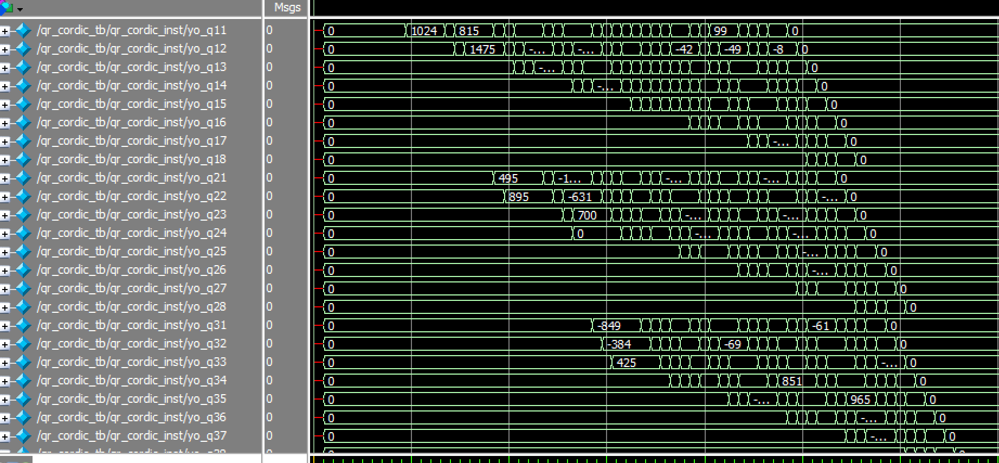 Msgs
/qr_cordic_tb/qr_cordic_inst/yo_q11 0 0 1024 815 99 0
/qr_cordic_tb/qr_cordic_inst/yo_q12 0 0 1475 -... -... -42 -49 -8 0
/qr_cordic_tb/qr_cordic_inst/yo_q13 0 0 -... 0
/qr_cordic_tb/qr_cordic_inst/yo_q14 0 0 -... 0
/qr_cordic_tb/qr_cordic_inst/yo_q15 0 0 0
/qr_cordic_tb/qr_cordic_inst/yo_q16 0 0 0
/qr_cordic_tb/qr_cordic_inst/yo_q17 0 0 -... 0
/qr_cordic_tb/qr_cordic_inst/yo_q18 0 0 0
/qr_cordic_tb/qr_cordic_inst/yo_q21 0 0 495 -1... -... -... 0
/qr_cordic_tb/qr_cordic_inst/yo_q22 0 0 895 -631 -... 0
/qr_cordic_tb/qr_cordic_inst/yo_q23 0 0 700 -... -... 0
/qr_cordic_tb/qr_cordic_inst/yo_q24 0 0 0 -... -... 0
/qr_cordic_tb/qr_cordic_inst/yo_q25 0 0 -... 0
/qr_cordic_tb/qr_cordic_inst/yo_q26 0 0 -... 0
/qr_cordic_tb/qr_cordic_inst/yo_q27 0 0 0
/qr_cordic_tb/qr_cordic_inst/yo_q28 0 0 0
/qr_cordic_tb/qr_cordic_inst/yo_q31 0 0 -849 -61 0
/qr_cordic_tb/qr_cordic_inst/yo_q32 0 0 -384 -69 0
/qr_cordic_tb/qr_cordic_inst/yo_q33 0 0 425 -... 0
/qr_cordic_tb/qr_cordic_inst/yo_q34 0 0 851 0
/qr_cordic_tb/qr_cordic_inst/yo_q35 0 0 -... 965 0
/qr_cordic_tb/qr_cordic_inst/yo_q36 0 0 -... 0
/qr_cordic_tb/qr_cordic_inst/yo_q37 0 0 -... 0